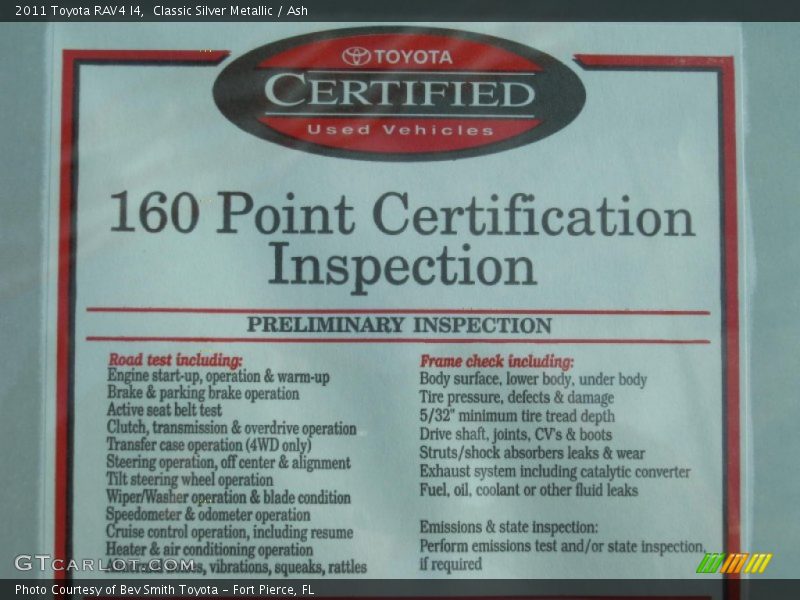 2011 Toyota RAV4 I4, Classic Silver Metallic / Ash
TOYOTA
CERTIFIED
Used Vehicles
160 Point Certification
Inspection
PRELIMINARY INSPECTION
Road test including:
Engine start-up, operation & warm-up
Brake & parking brake operation
Active seat belt test
Clutch, transmission & overdrive operation
Transfer case operation (4WD only)
Steering operation, off center & alignment
Tilt steering wheel operation
Wiper/Washer operation & blade condition
Speedometer & odometer operation
Cruise control operation, including resume
Heater & air conditioning operation
noises, vibrations, squeaks, rattles
Frame check including:
Body surface, lower body, under body
Tire pressure, defects & damage
5/32" minimum tire tread depth
Drive shaft, joints, CV's & boots
Struts/shock absorbers leaks & wear
Exhaust system including catalytic converter
Fuel, oil, coolant or other fluid leaks
Emissions & state inspection:
Perform emissions test and/or state inspection,
if required
GTCARLOT.COM
Photo Courtesy of Bev Smith Toyota - Fort Pierce, FL